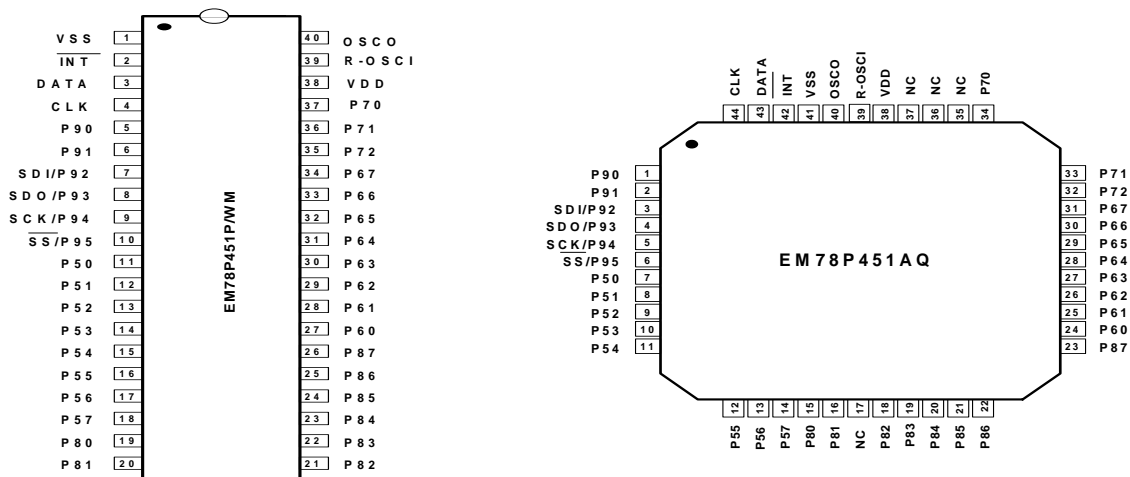 VSS 1 40 OSCO
INT 2 39 R-OSCI
DATA 3 38 VDD
CLK 4 37 P70
P90 5 36 P71
P91 6 35 P72
SDI/P92 7 34 P67
SDO/P93 8 33 P66
SCK/P94 9 32 P65
SS/P95 10 31 P64
P50 11 30 P63
P51 12 29 P62
P52 13 28 P61
P53 14 27 P60
P54 15 26 P87
P55 16 25 P86
P56 17 24 P85
P57 18 23 P84
P80 19 22 P83
P81 20 21 P82
EM78P451P/WM
CLK DATA INT VSS OSCO R-OSCI VDD NC NC NC P70
44 43 42 41 40 39 38 37 36 35 34
P90 1 33 P71
P91 2 32 P72
SDI/P92 3 31 P67
SDO/P93 4 30 P66
SCK/P94 5 29 P65
SS/P95 6 28 P64
P50 7 27 P63
P51 8 26 P62
P52 9 25 P61
P53 10 24 P60
P54 11 23 P87
EM78P451AQ
12 13 14 15 16 17 18 19 20 21 22
P55 P56 P57 P80 P81 NC P82 P83 P84 P85 P86